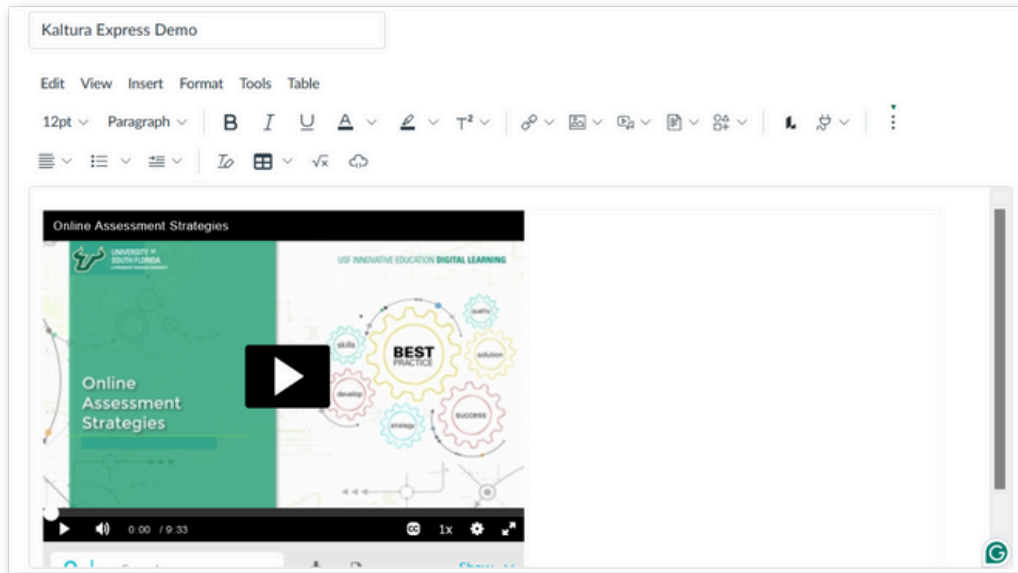 Kaltura Express Demo
Edit View Insert Format Tools Table
12pt Paragraph B I U A T²
√x
Online Assessment Strategies
UNIVERSITY of
SOUTH FLORIDA
USF INNOVATIVE EDUCATION DIGITAL LEARNING
quality
skills
BEST
PRACTICE
solution
develop
success
strategy
Online
Assessment
Strategies
0:00 / 9:33 CC 1x